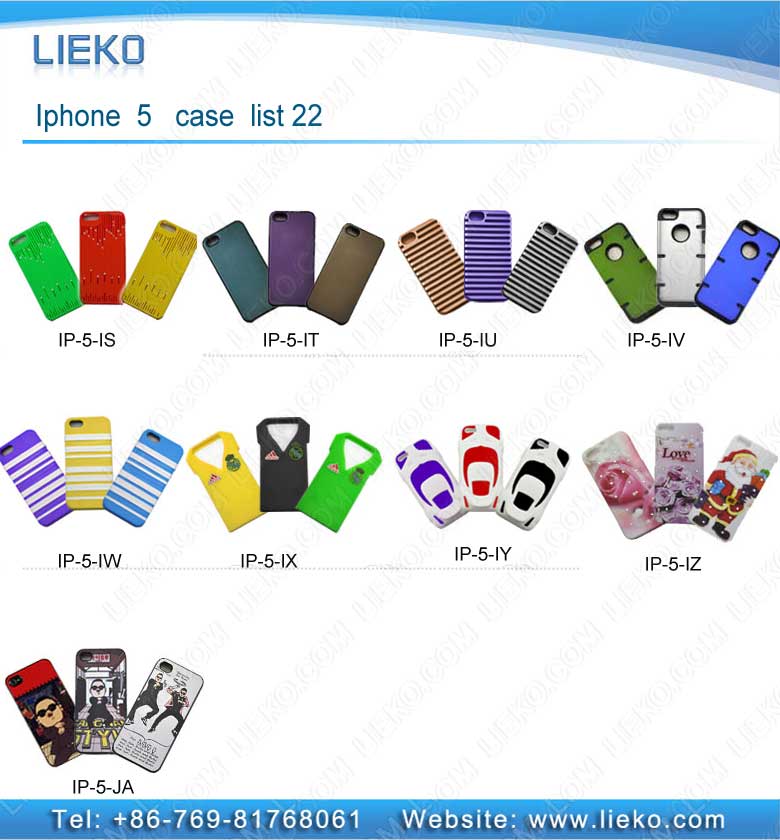 LIEKO
Iphone 5 case list 22
IP-5-IS
IP-5-IT
IP-5-IU
IP-5-IV
IP-5-IW
IP-5-IX
IP-5-IY
Love
IP-5-IZ
IP-5-JA
Tel: +86-769-81768061 Website: www.lieko.com
LIEKO.COM